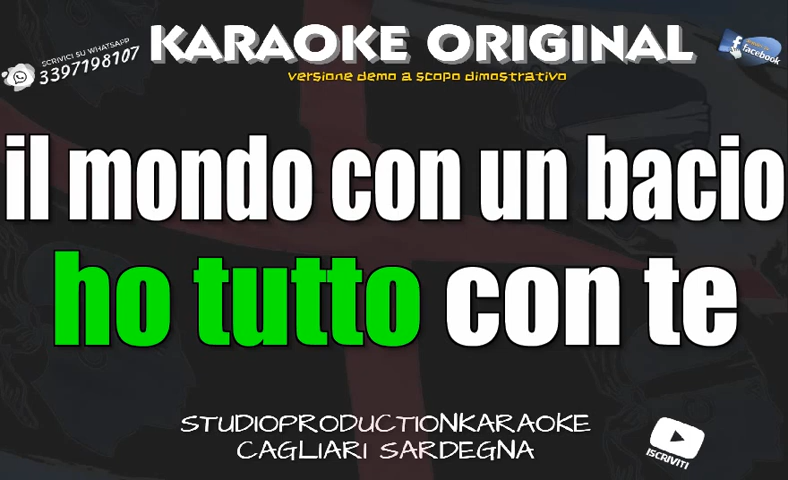 KARAOKE ORIGINAL
SCRIVICI SU WHATSAPP
3397198107
versione demo a scopo dimostrativo
facebook
il mondo con un bacio
ho tutto con te
STUDIOPRODUCTIONKARAOKE
CAGLIARI SARDEGNA
ISCRIVITI